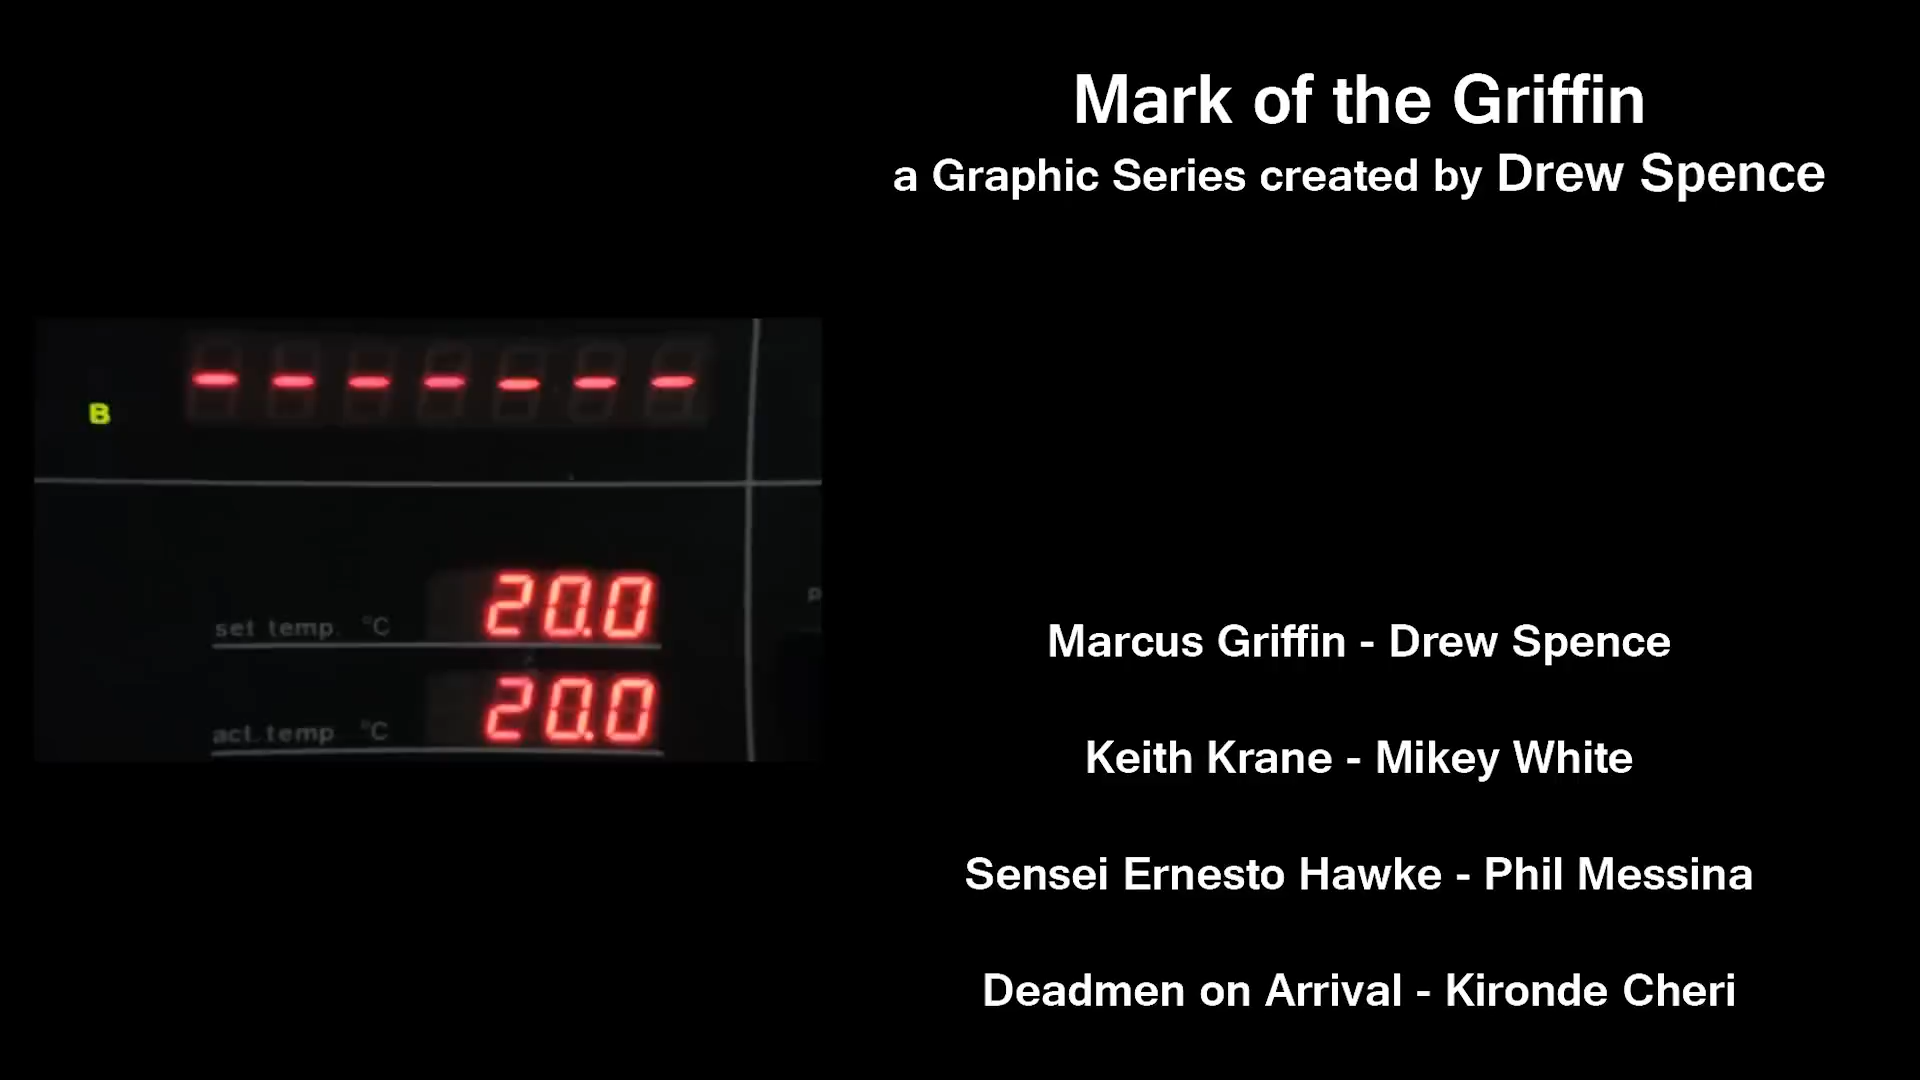 Mark of the Griffin
a Graphic Series created by Drew Spence
- - - - - - -
B
set temp. °C 20.0
act.temp °C 20.0
Marcus Griffin - Drew Spence
Keith Krane - Mikey White
Sensei Ernesto Hawke - Phil Messina
Deadmen on Arrival - Kironde Cheri